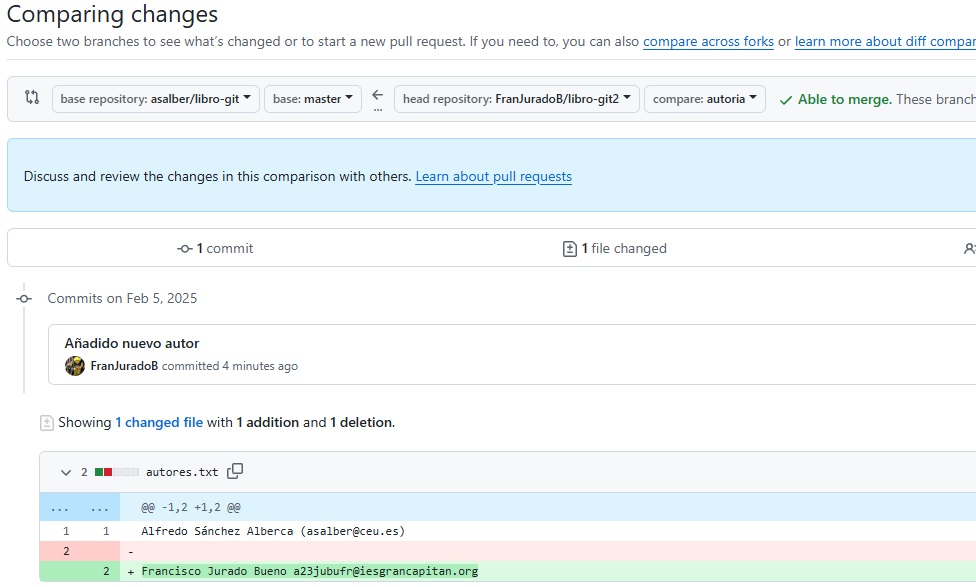 Comparing changes
Choose two branches to see what's changed or to start a new pull request. If you need to, you can also compare across forks or learn more about diff compar
base repository: asalber/libro-git base: master ← ... head repository: FranJuradoB/libro-git2 compare: autoria ✓ Able to merge. These branch
Discuss and review the changes in this comparison with others. Learn about pull requests
1 commit 1 file changed
Commits on Feb 5, 2025
Añadido nuevo autor
FranJuradoB committed 4 minutes ago
Showing 1 changed file with 1 addition and 1 deletion.
2 autores.txt
... ... @@ -1,2 +1,2 @@
1 1 Alfredo Sánchez Alberca (asalber@ceu.es)
2 -
2 + Francisco Jurado Bueno a23jubufr@iesgrancapitan.org